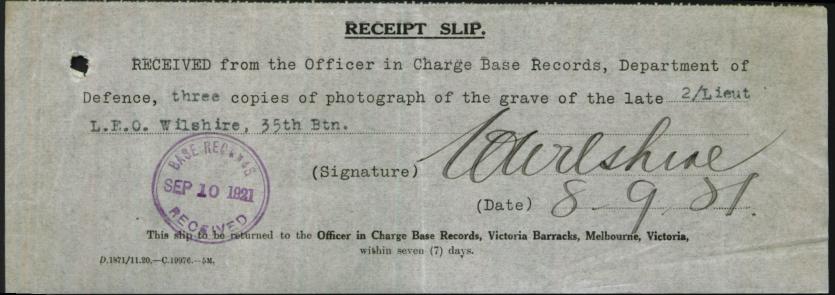 RECEIPT SLIP.
RECEIVED from the Officer in Charge Base Records, Department of
Defence, three copies of photograph of the grave of the late 2/Lieut
L.E.O. Wilshire, 35th Btn.
BASE RECORDS
SEP 10 1921
RECEIVED
(Signature) Wilshire
(Date) 8-9-21.
This slip to be returned to the Officer in Charge Base Records, Victoria Barracks, Melbourne, Victoria,
within seven (7) days.
D.1871/11.20.—C.19976.—5M.